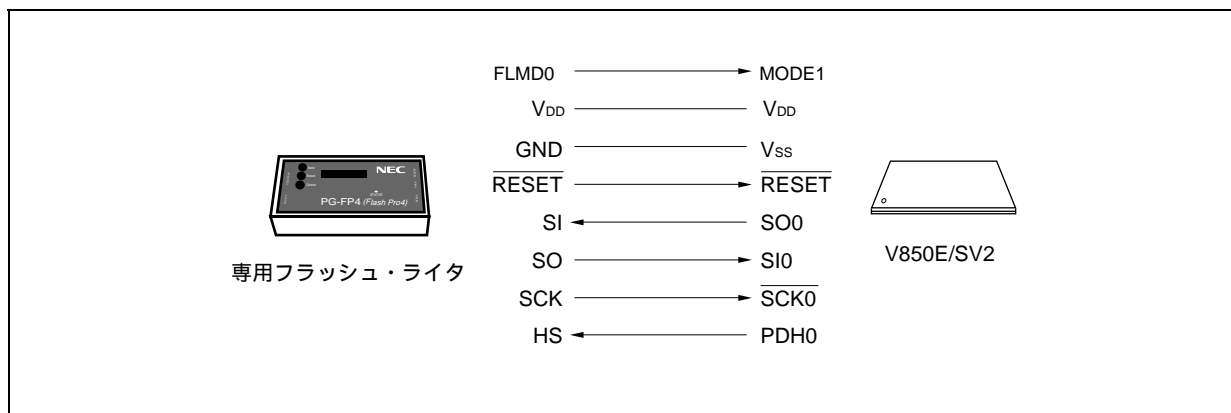 FLMD0 MODE1
VDD VDD
GND VSS
RESET RESET
SI SO0
SO SI0
SCK SCK0
HS PDH0
NEC
PG-FP4 (Flash Pro4)
専用フラッシュ・ライタ
V850E/SV2